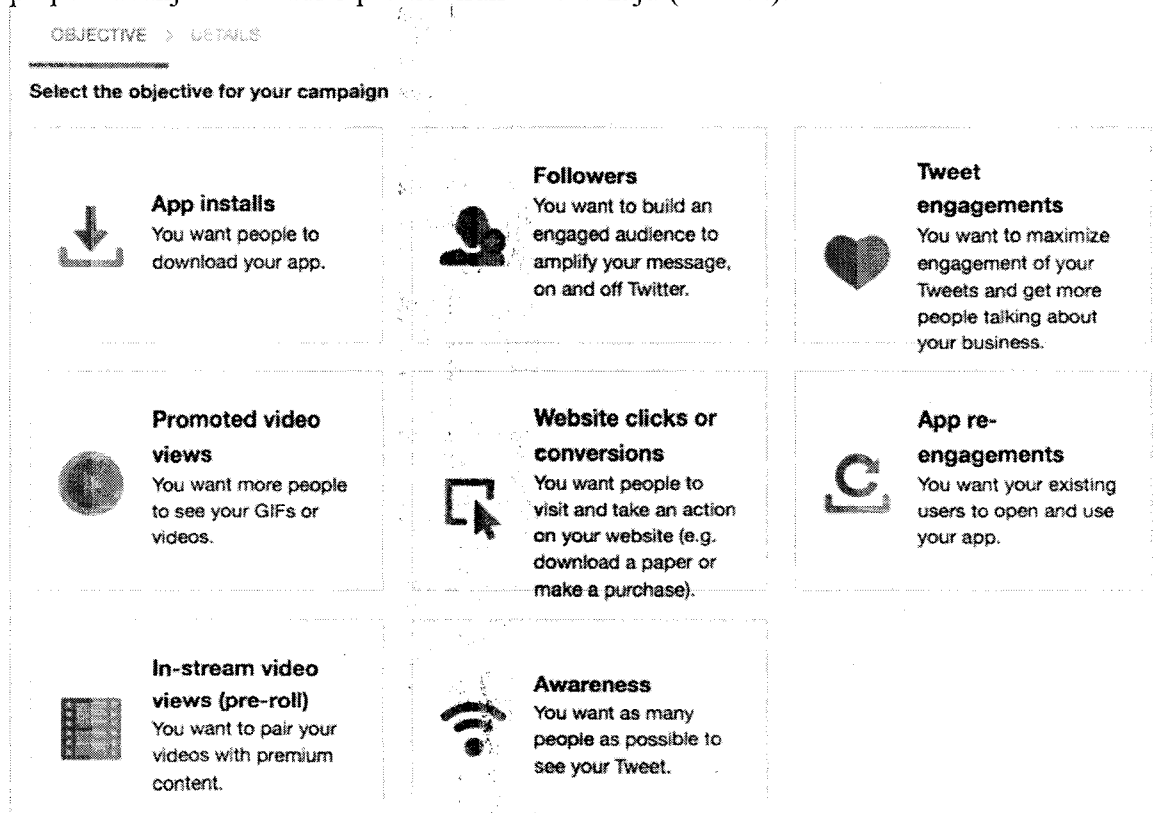 OBJECTIVE > DETAILS
Select the objective for your campaign
App installs
You want people to
download your app.
Followers
You want to build an
engaged audience to
amplify your message,
on and off Twitter.
Tweet
engagements
You want to maximize
engagement of your
Tweets and get more
people talking about
your business.
Promoted video
views
You want more people
to see your GIFs or
videos.
Website clicks or
conversions
You want people to
visit and take an action
on your website (e.g.
download a paper or
make a purchase).
App re-
engagements
You want your existing
users to open and use
your app.
In-stream video
views (pre-roll)
You want to pair your
videos with premium
content.
Awareness
You want as many
people as possible to
see your Tweet.